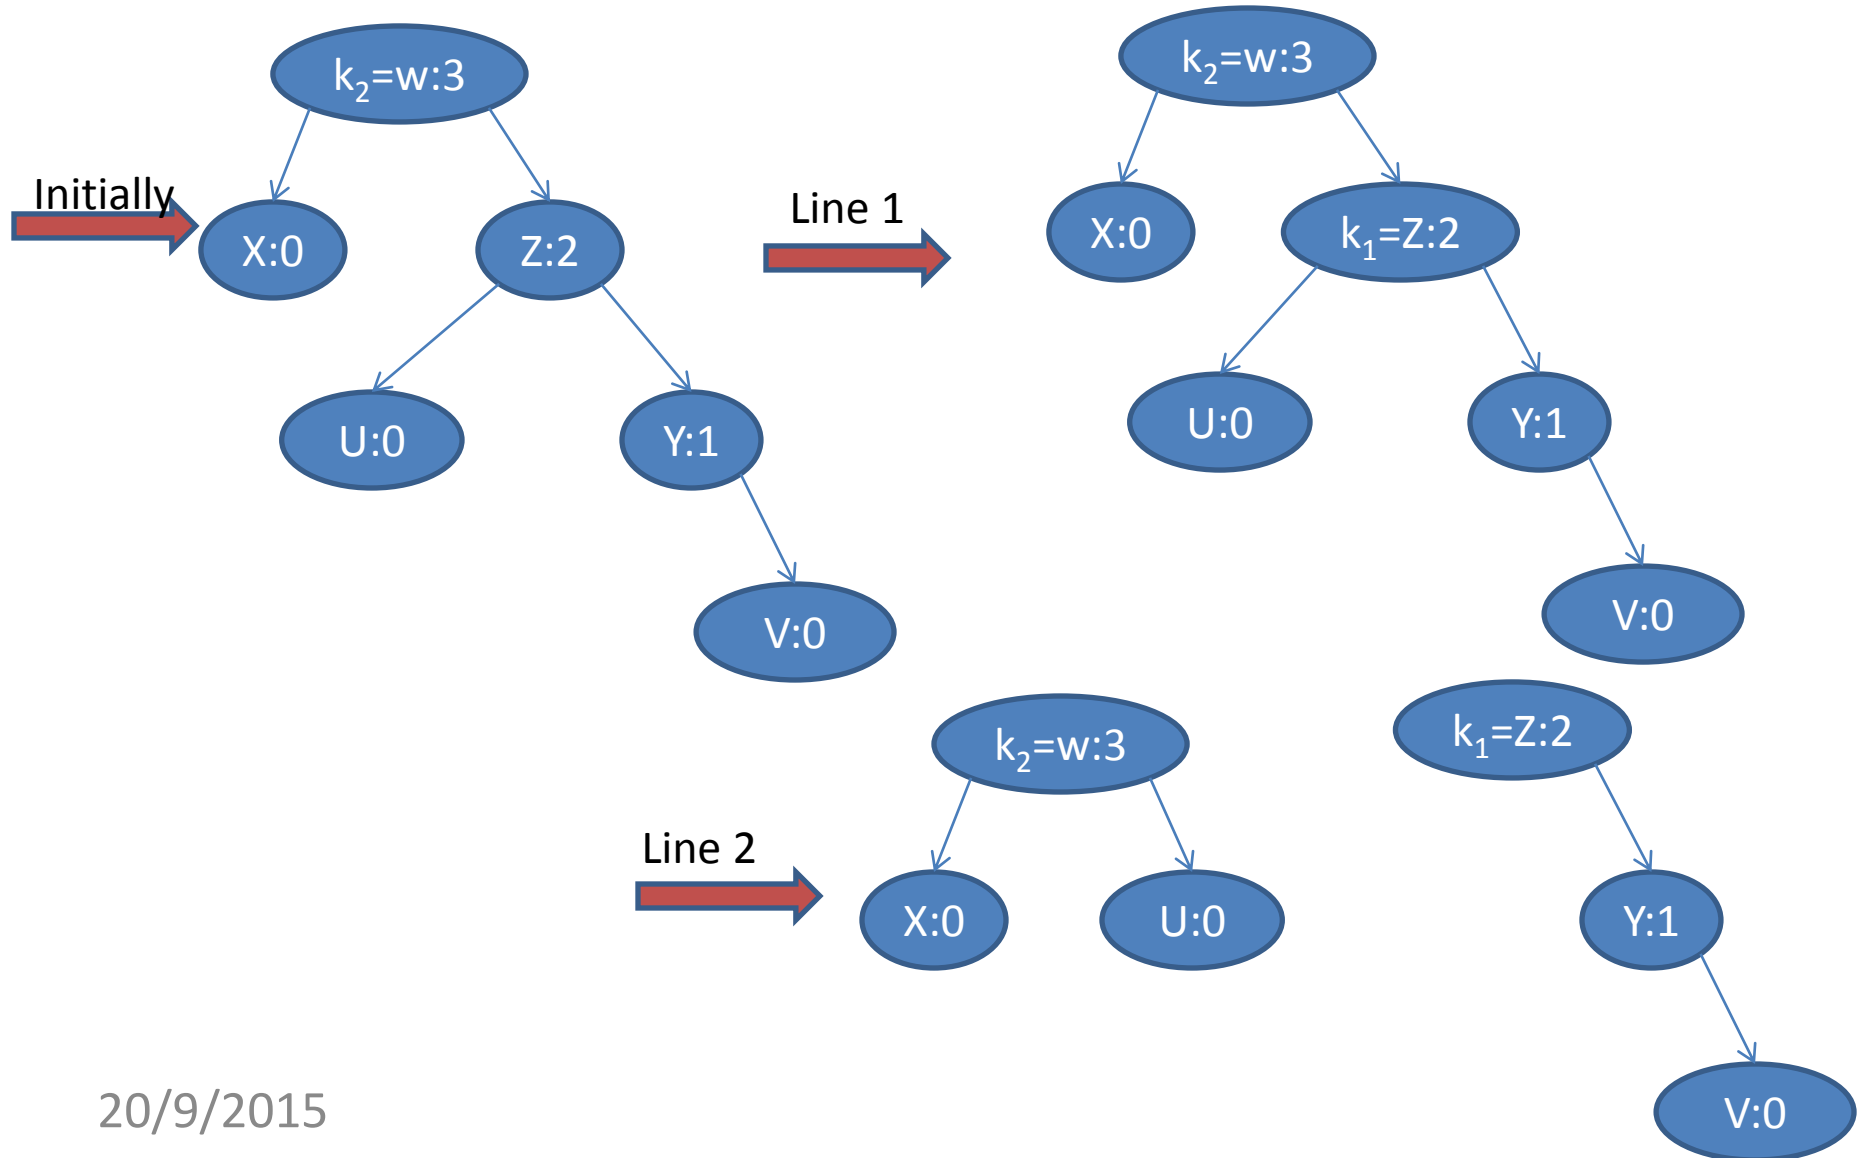 k₂=w:3
Initially
X:0
Z:2
U:0
Y:1
V:0
Line 1
k₂=w:3
X:0
k₁=Z:2
U:0
Y:1
V:0
Line 2
k₂=w:3
X:0
U:0
k₁=Z:2
Y:1
V:0
20/9/2015